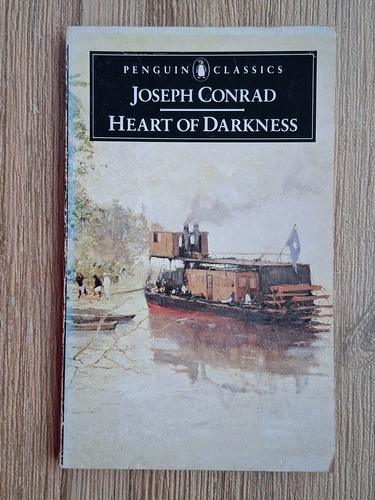 PENGUIN CLASSICS
JOSEPH CONRAD
HEART OF DARKNESS